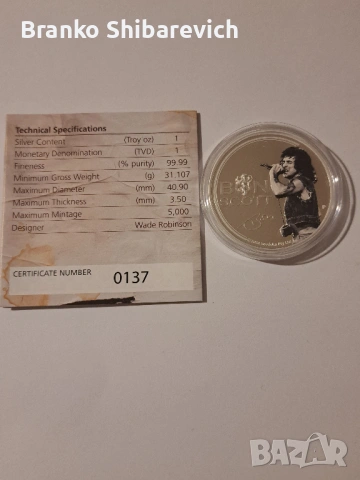 Branko Shibarevich
Technical Specifications
Silver Content (Troy oz) 1
Monetary Denomination (TVD) 1
Fineness (% purity) 99.99
Minimum Gross Weight (g) 31.107
Maximum Diameter (mm) 40.90
Maximum Thickness (mm) 3.50
Maximum Mintage 5,000
Designer Wade Robinson
CERTIFICATE NUMBER 0137
BON
SCOTT
BAZAR